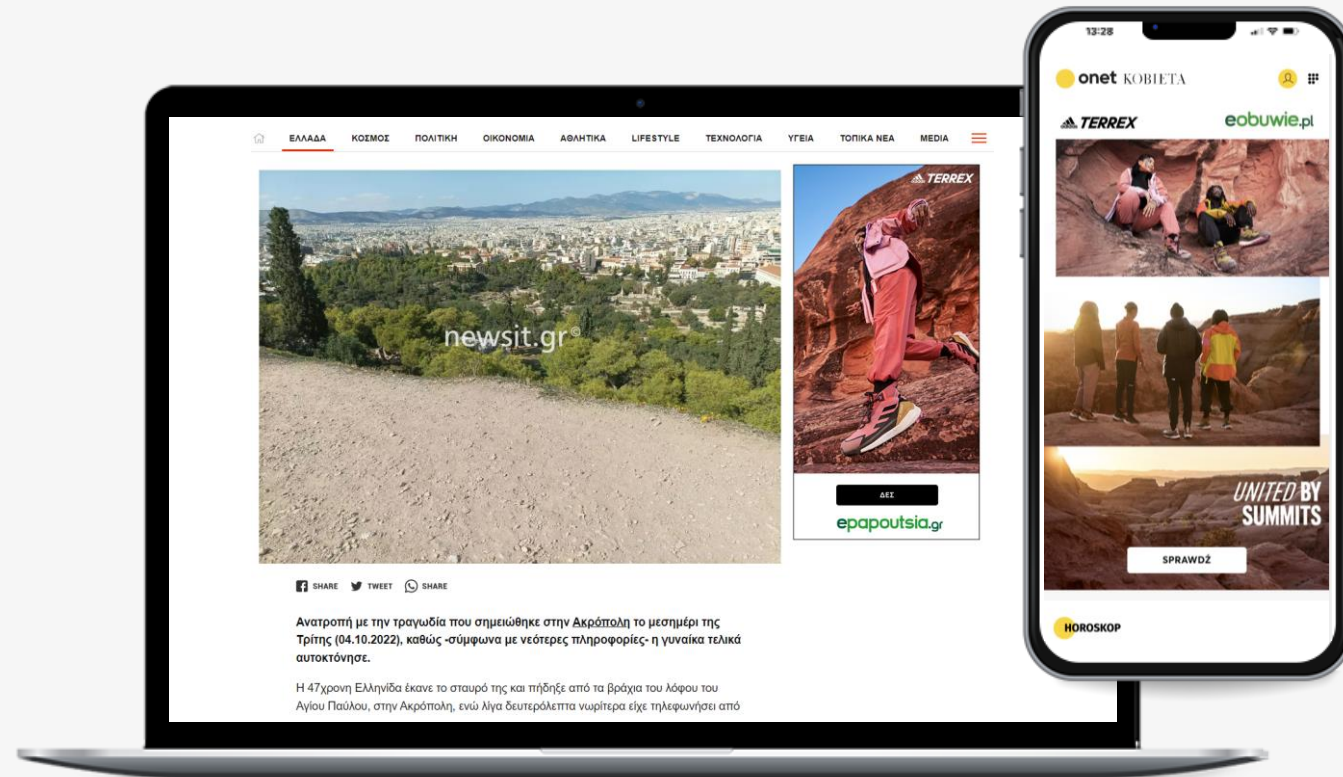 ΕΛΛΑΔΑ ΚΟΣΜΟΣ ΠΟΛΙΤΙΚΗ ΟΙΚΟΝΟΜΙΑ ΑΘΛΗΤΙΚΑ LIFESTYLE ΤΕΧΝΟΛΟΓΙΑ ΥΓΕΙΑ ΤΟΠΙΚΑ ΝΕΑ MEDIA
newsit.gr®
TERREX
ΔΕΣ
epapoutsia.gr
SHARE TWEET SHARE
Ανατροπή με την τραγωδία που σημειώθηκε στην Ακρόπολη το μεσημέρι της
Τρίτης (04.10.2022), καθώς -σύμφωνα με νεότερες πληροφορίες- η γυναίκα τελικά
αυτοκτόνησε.
Η 47χρονη Ελληνίδα έκανε το σταυρό της και πήδηξε από τα βράχια του λόφου του
Αγίου Παύλου, στην Ακρόπολη, ενώ λίγα δευτερόλεπτα νωρίτερα είχε τηλεφωνήσει από
13:28
onet KOBIETA
TERREX eobuwie.pl
UNITED BY
SUMMITS
SPRAWDŹ
HOROSKOP